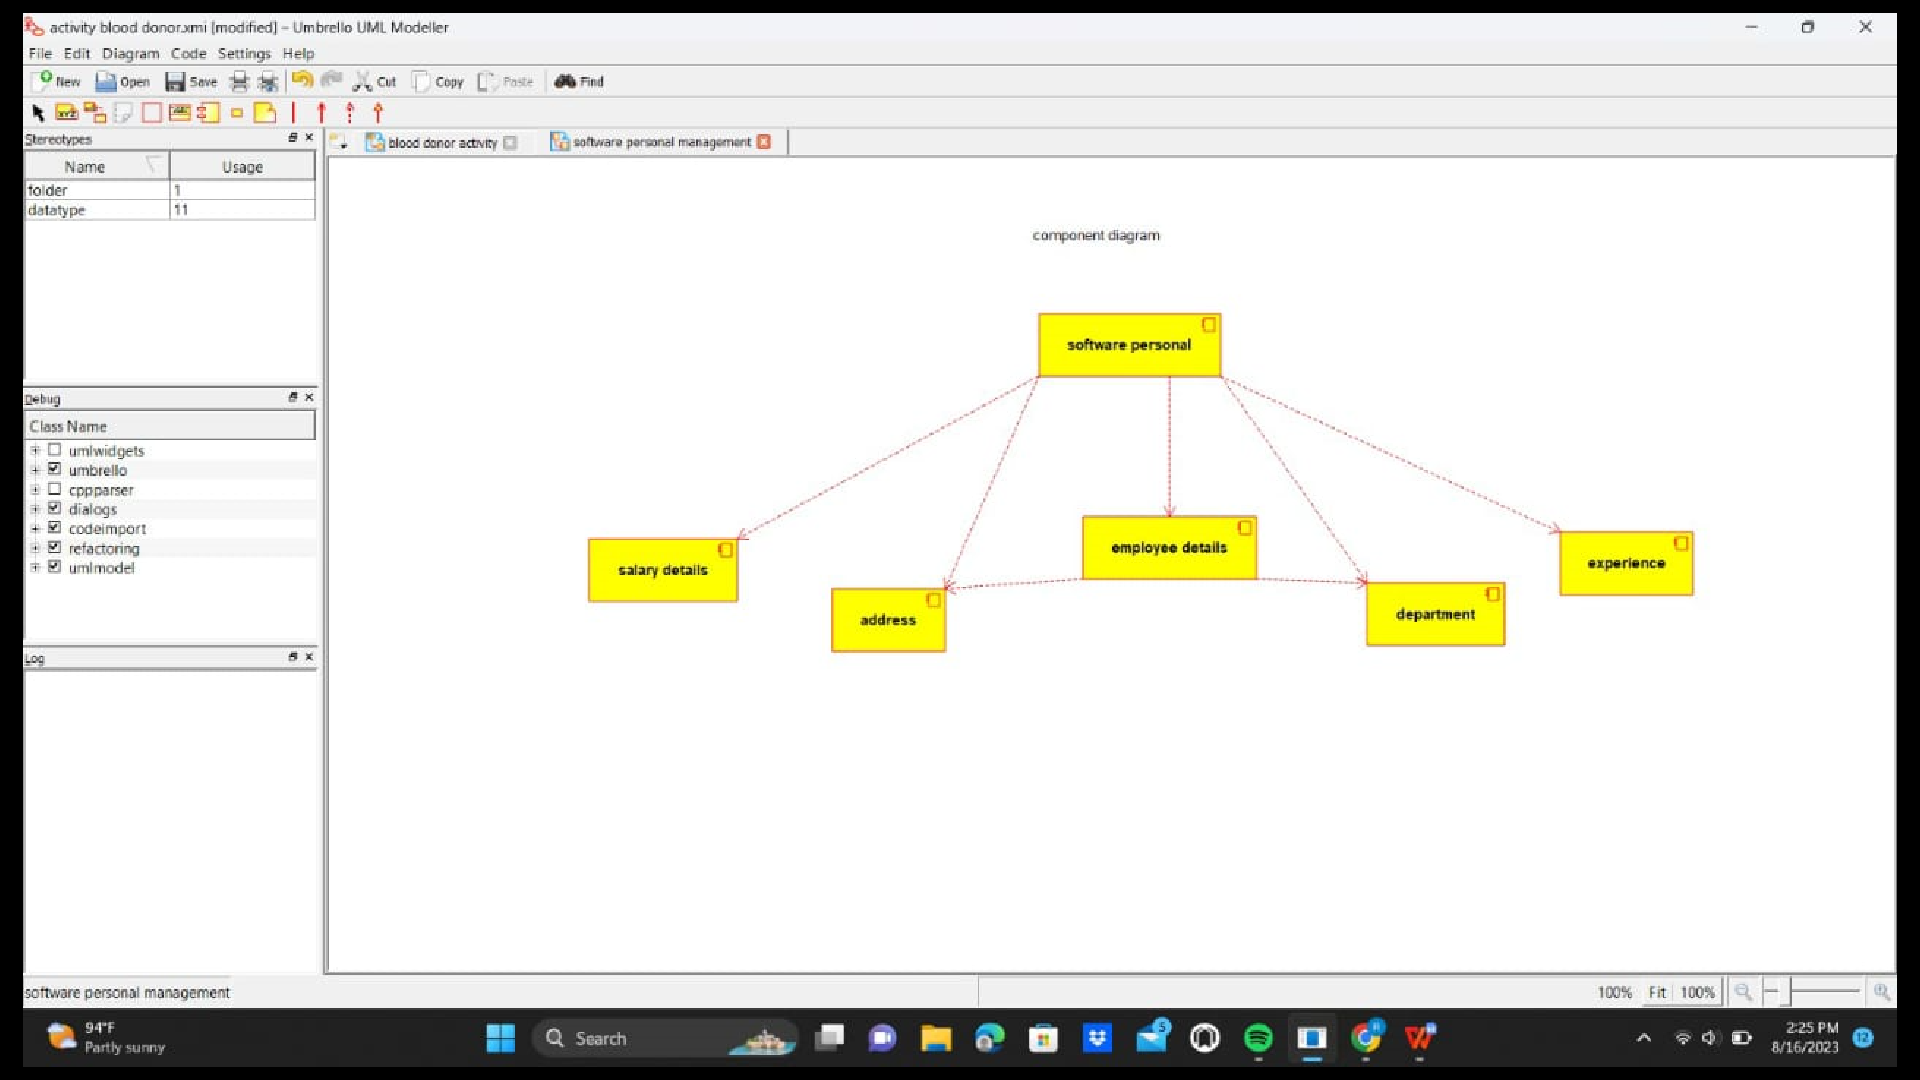 activity blood donor.xmi [modified] – Umbrello UML Modeller
File Edit Diagram Code Settings Help
New Open Save Cut Copy Paste Find
Stereotypes
blood donor activity software personal management
Name Usage
folder 1
datatype 11
component diagram
software personal
Debug
Class Name
umlwidgets
umbrello
cppparser
dialogs
codeimport
refactoring
umlmodel
employee details
salary details
experience
address
department
Log
software personal management
100% Fit 100%
94°F
Partly sunny
Search
5
2:25 PM
8/16/2023
12